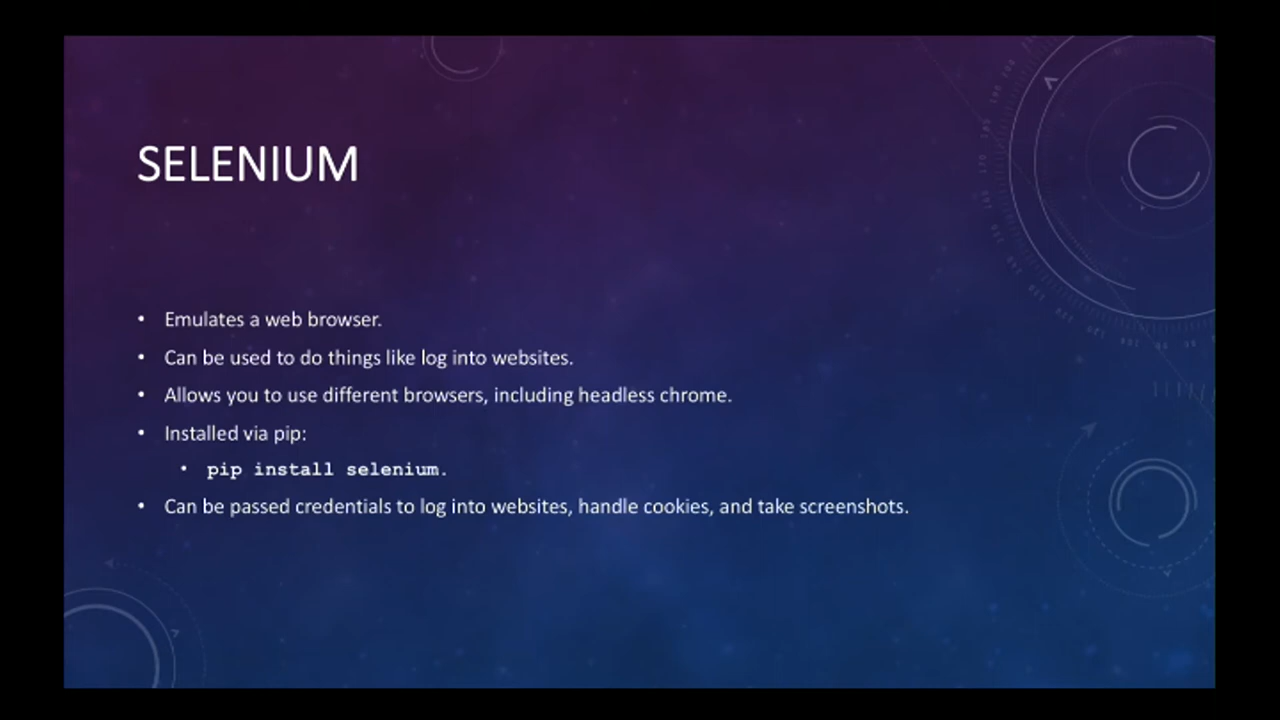 SELENIUM
• Emulates a web browser.
• Can be used to do things like log into websites.
• Allows you to use different browsers, including headless chrome.
• Installed via pip:
• pip install selenium.
• Can be passed credentials to log into websites, handle cookies, and take screenshots.